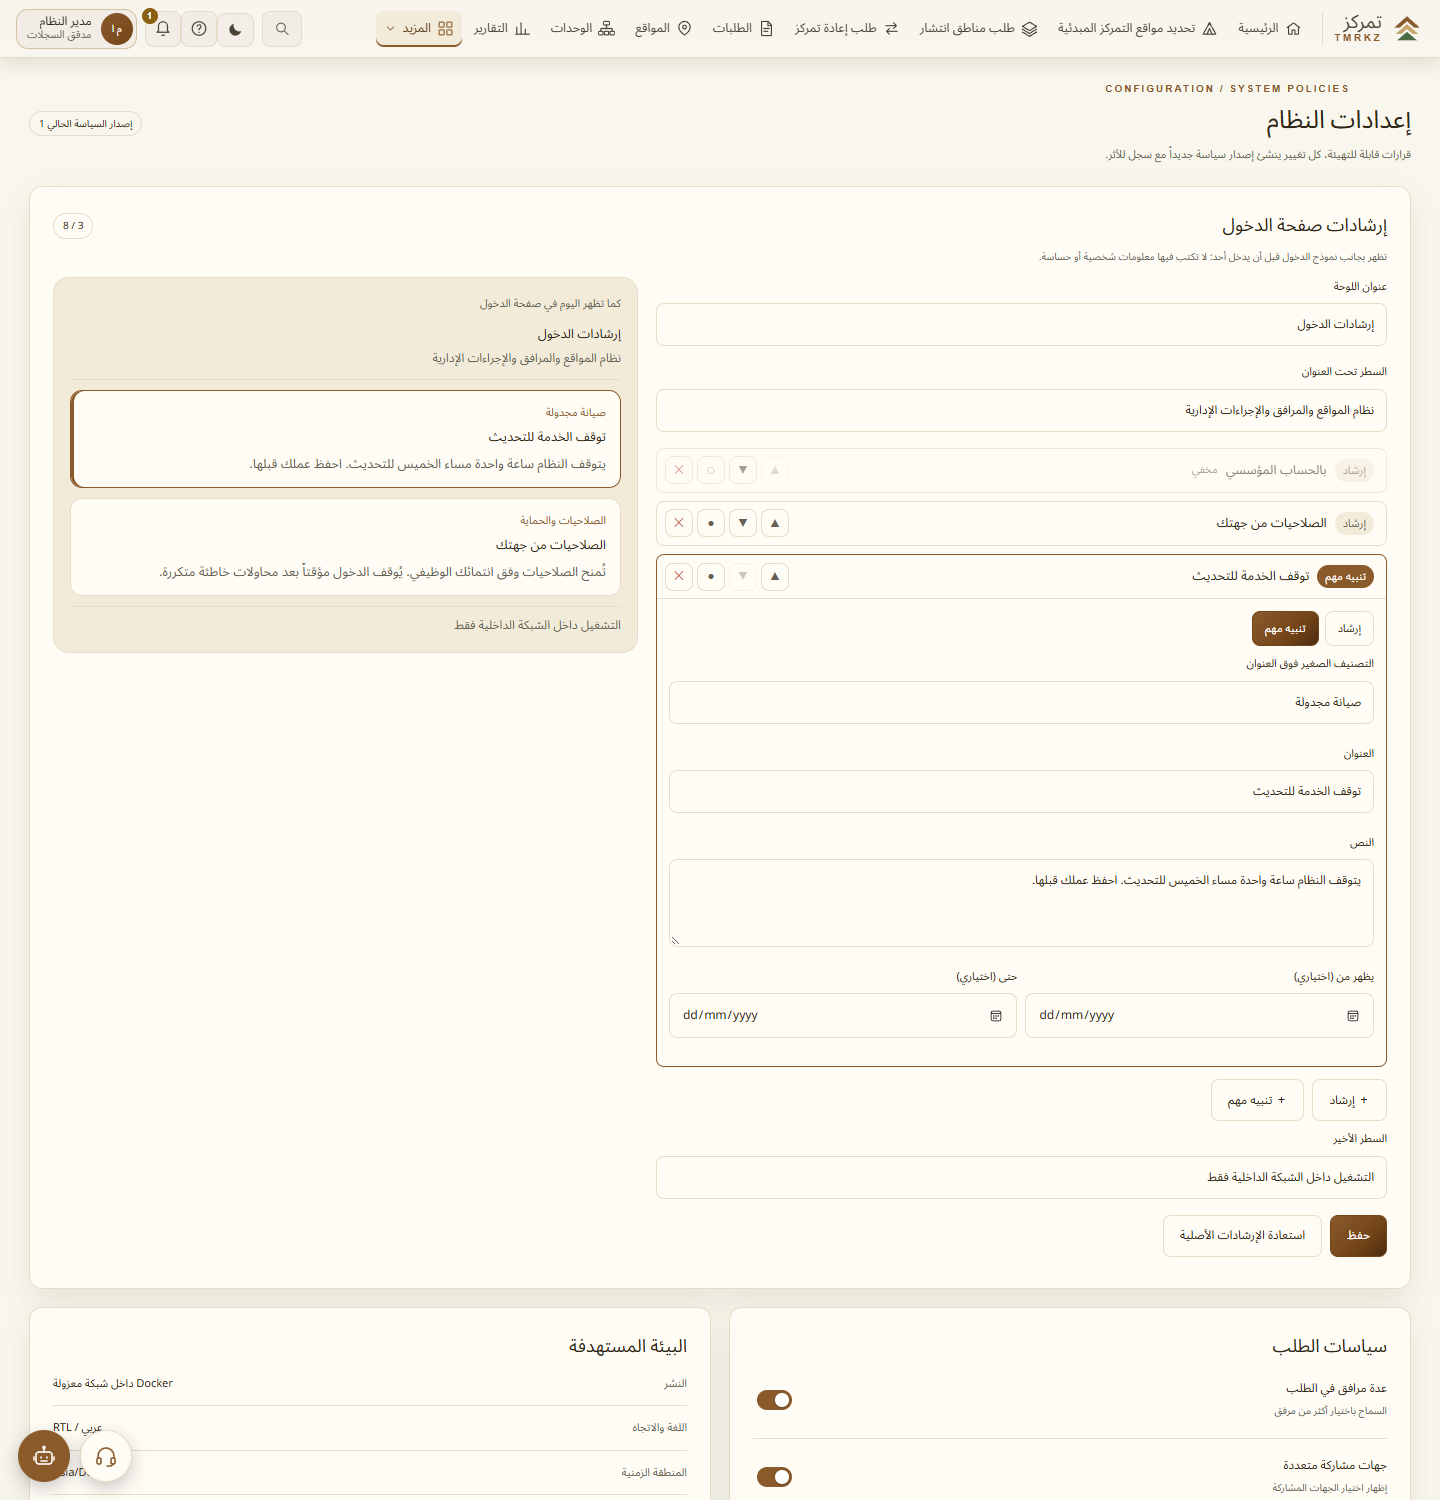 تمركز
TMRKZ
الرئيسية
تحديد مواقع التمركز المبدئية
طلب مناطق انتشار
طلب إعادة تمركز
الطلبات
المواقع
الوحدات
التقارير
المزيد
1
م ا
مدير النظام
مدقق السجلات
CONFIGURATION / SYSTEM POLICIES
إعدادات النظام
قرارات قابلة للتهيئة، كل تغيير ينشئ إصدار سياسة جديداً مع سجل للأثر.
إصدار السياسة الحالي 1
إرشادات صفحة الدخول
8 / 3
تظهر بجانب نموذج الدخول قبل أن يدخل أحد: لا تكتب فيها معلومات شخصية أو حساسة.
عنوان اللوحة
إرشادات الدخول
السطر تحت العنوان
نظام المواقع والمرافق والإجراءات الإدارية
إرشاد
بالحساب المؤسسي
مخفي
إرشاد
الصلاحيات من جهتك
تنبيه مهم
توقف الخدمة للتحديث
إرشاد
تنبيه مهم
التصنيف الصغير فوق العنوان
صيانة مجدولة
العنوان
توقف الخدمة للتحديث
النص
يتوقف النظام ساعة واحدة مساء الخميس للتحديث. احفظ عملك قبلها.
يظهر من (اختياري)
حتى (اختياري)
dd/mm/yyyy
dd/mm/yyyy
+ إرشاد
+ تنبيه مهم
السطر الأخير
التشغيل داخل الشبكة الداخلية فقط
حفظ
استعادة الإرشادات الأصلية
كما تظهر اليوم في صفحة الدخول
إرشادات الدخول
نظام المواقع والمرافق والإجراءات الإدارية
صيانة مجدولة
توقف الخدمة للتحديث
يتوقف النظام ساعة واحدة مساء الخميس للتحديث. احفظ عملك قبلها.
الصلاحيات والحماية
الصلاحيات من جهتك
تُمنح الصلاحيات وفق انتمائك الوظيفي. يُوقف الدخول مؤقتاً بعد محاولات خاطئة متكررة.
التشغيل داخل الشبكة الداخلية فقط
سياسات الطلب
عدة مرافق في الطلب
السماح باختيار أكثر من مرفق
جهات مشاركة متعددة
إظهار اختيار الجهات المشاركة
البيئة المستهدفة
النشر
Docker داخل شبكة معزولة
اللغة والاتجاه
عربي / RTL
المنطقة الزمنية